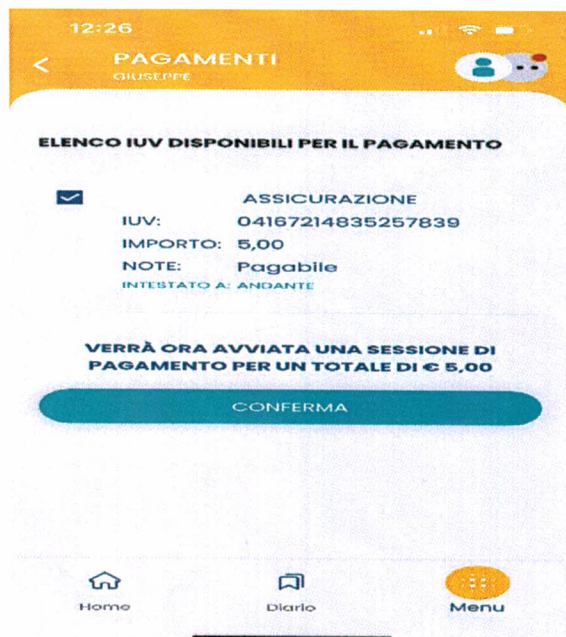 12:26
PAGAMENTI
GIUSEPPE
ELENCO IUV DISPONIBILI PER IL PAGAMENTO
ASSICURAZIONE
IUV: 04167214835257839
IMPORTO: 5,00
NOTE: Pagabile
INTESTATO A: ANDANTE
VERRÀ ORA AVVIATA UNA SESSIONE DI
PAGAMENTO PER UN TOTALE DI € 5,00
CONFERMA
Home
Diario
Menu